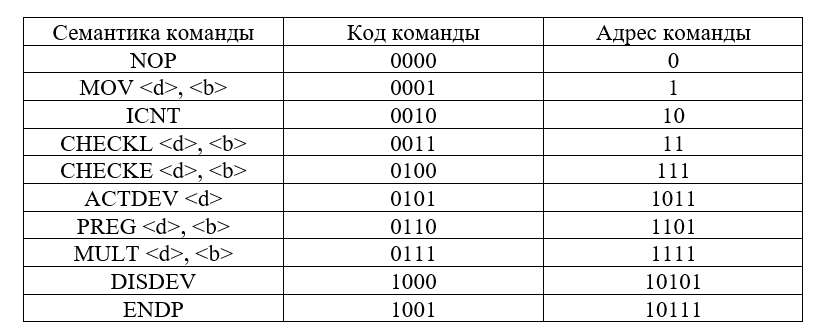 Семантика команды Код команды Адрес команды
NOP 0000 0
MOV <d>, <b> 0001 1
ICNT 0010 10
CHECKL <d>, <b> 0011 11
CHECKE <d>, <b> 0100 111
ACTDEV <d> 0101 1011
PREG <d>, <b> 0110 1101
MULT <d>, <b> 0111 1111
DISDEV 1000 10101
ENDP 1001 10111